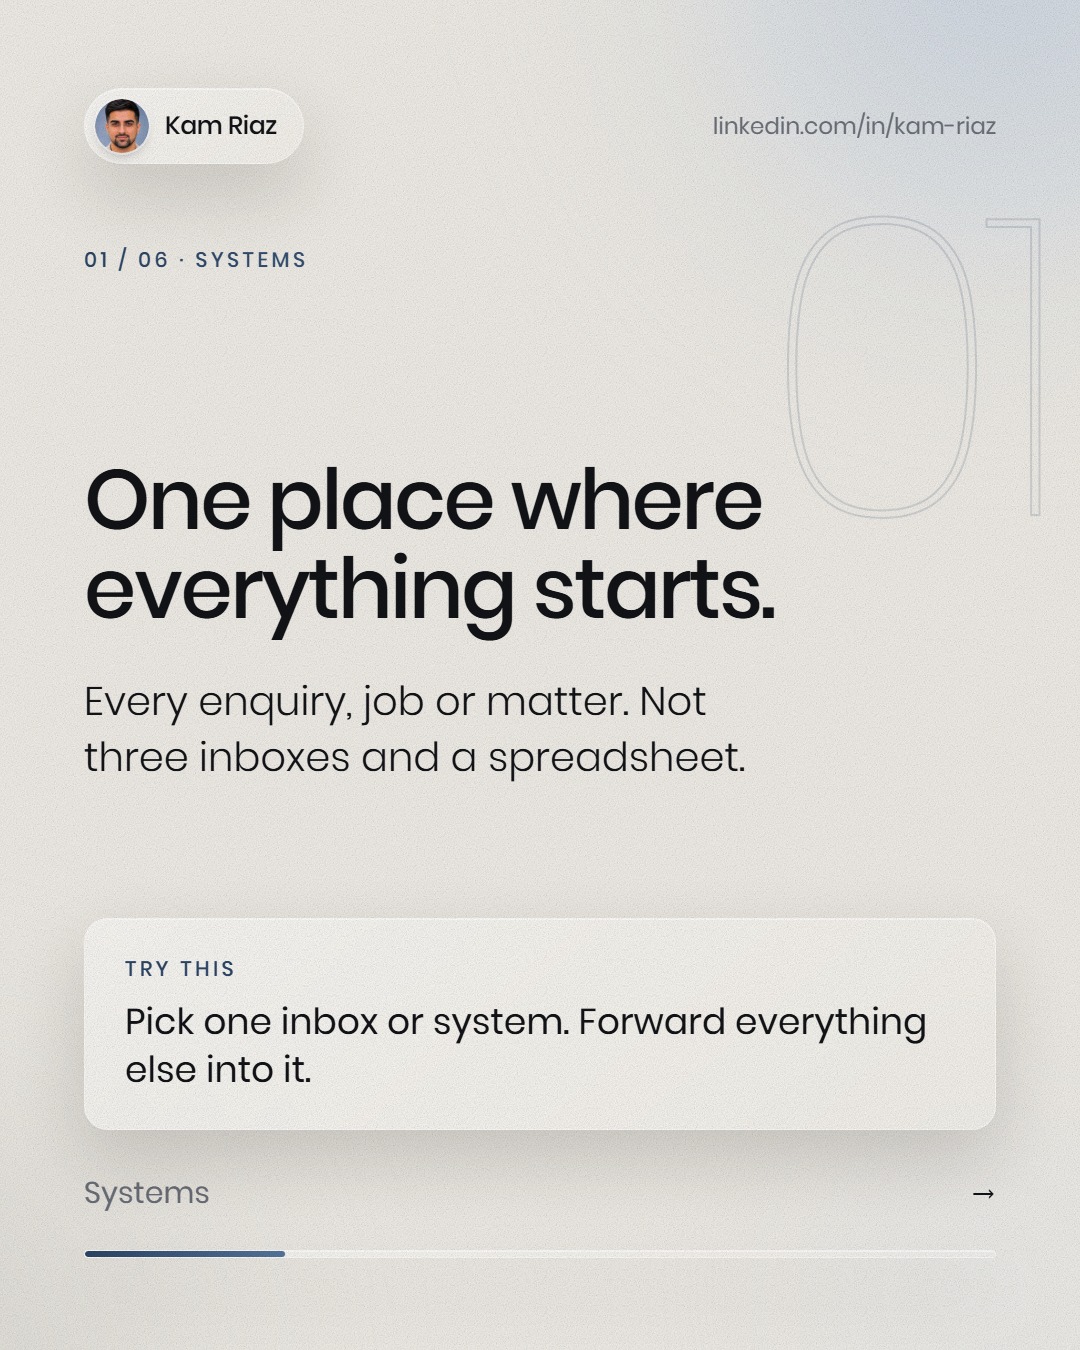 Kam Riaz
linkedin.com/in/kam-riaz
01 / 06 · SYSTEMS
01
One place where
everything starts.
Every enquiry, job or matter. Not
three inboxes and a spreadsheet.
TRY THIS
Pick one inbox or system. Forward everything
else into it.
Systems
→